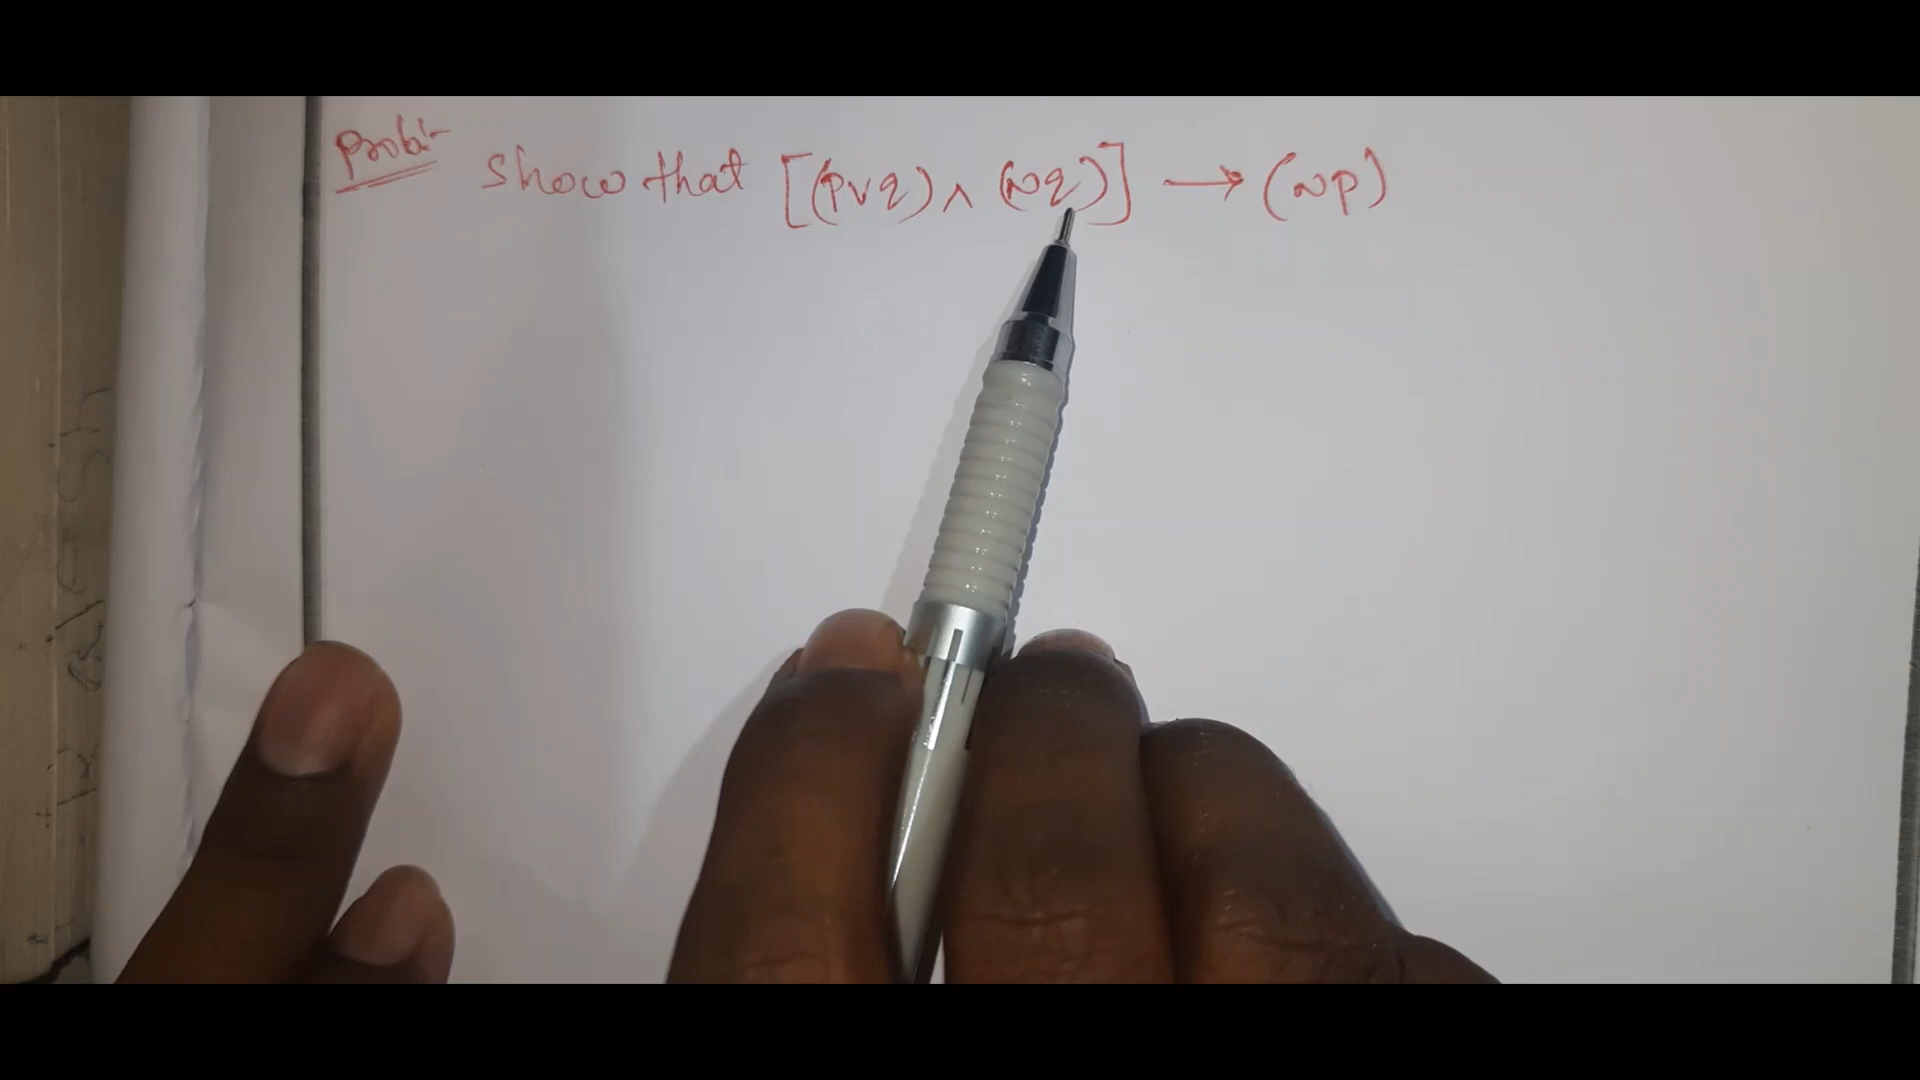 Prob:- Show that [(p∨q)∧(~q)] → (~p)